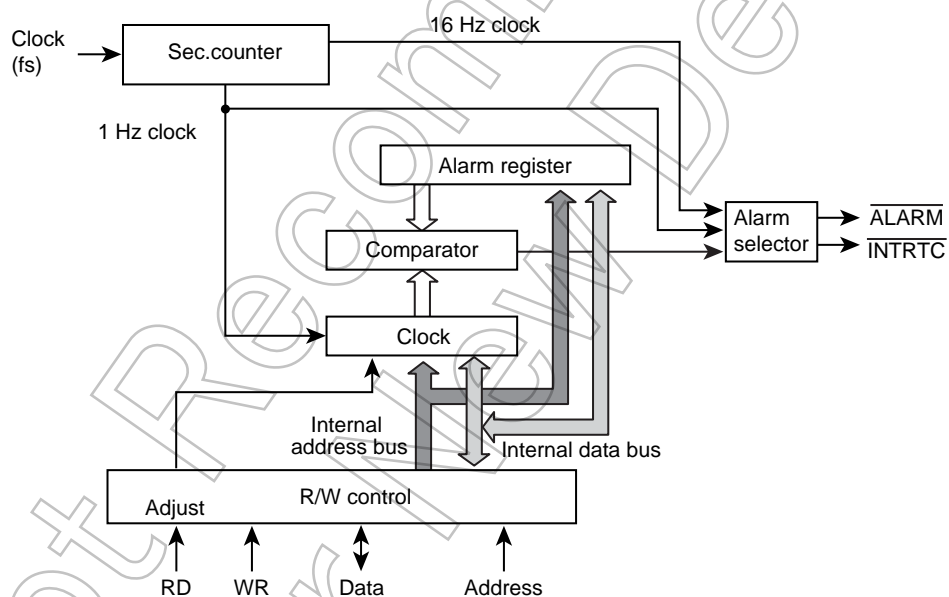 Clock
(fs)
Sec.counter
16 Hz clock
1 Hz clock
Alarm register
Comparator
Alarm
selector
ALARM
INTRTC
Clock
Internal
address bus
Internal data bus
R/W control
Adjust
RD
WR
Data
Address